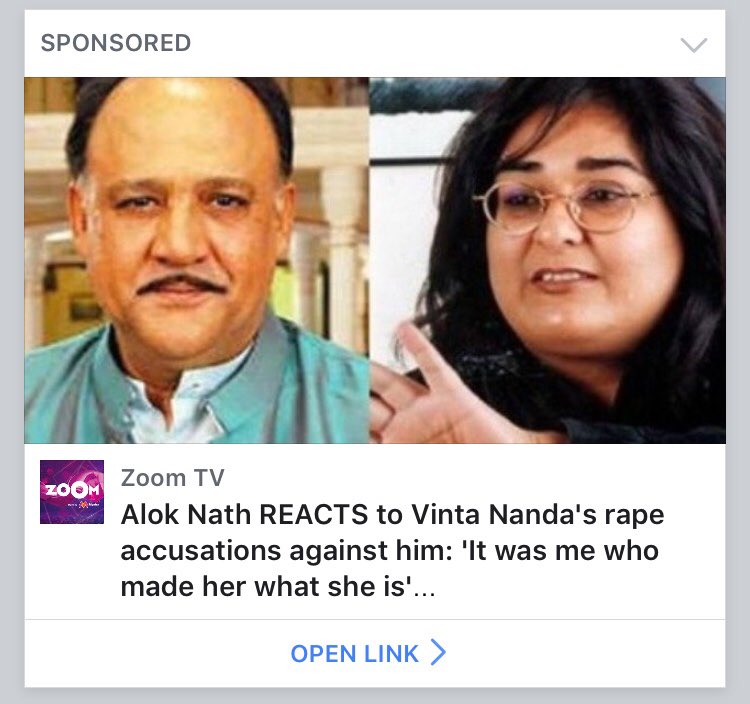 SPONSORED
ZOOM
Zoom TV
Alok Nath REACTS to Vinta Nanda's rape
accusations against him: 'It was me who
made her what she is'...
OPEN LINK